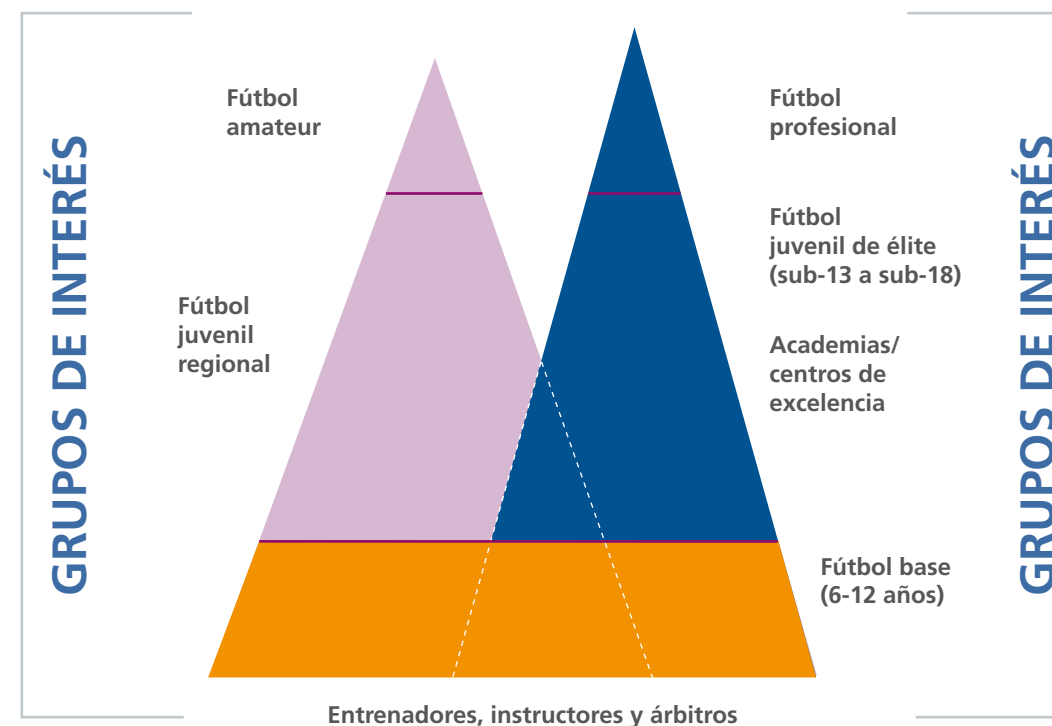 GRUPOS DE INTERÉS
Fútbol
amateur
Fútbol
juvenil
regional
Fútbol
profesional
Fútbol
juvenil de élite
(sub-13 a sub-18)
Academias/
centros de
excelencia
Fútbol base
(6-12 años)
GRUPOS DE INTERÉS
Entrenadores, instructores y árbitros